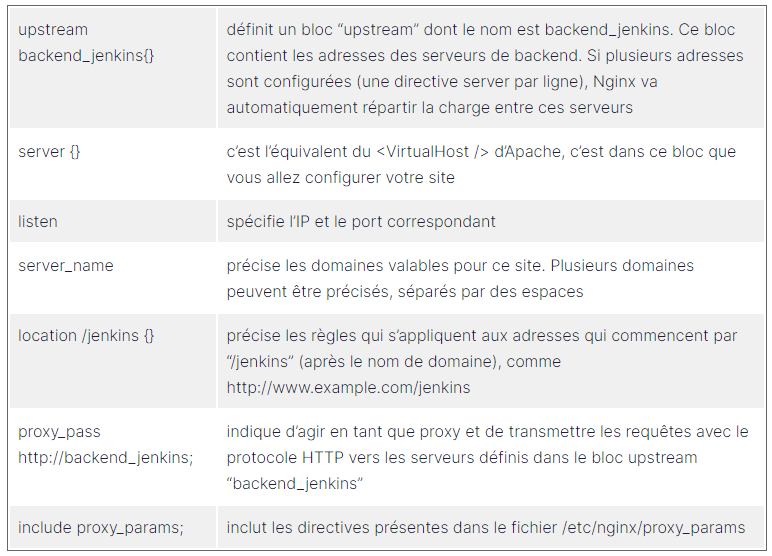 upstream
backend_jenkins{}
définit un bloc “upstream” dont le nom est backend_jenkins. Ce bloc
contient les adresses des serveurs de backend. Si plusieurs adresses
sont configurées (une directive server par ligne), Nginx va
automatiquement répartir la charge entre ces serveurs
server {}
c’est l’équivalent du <VirtualHost /> d’Apache, c’est dans ce bloc que
vous allez configurer votre site
listen
spécifie l’IP et le port correspondant
server_name
précise les domaines valables pour ce site. Plusieurs domaines
peuvent être précisés, séparés par des espaces
location /jenkins {}
précise les règles qui s’appliquent aux adresses qui commencent par
“/jenkins” (après le nom de domaine), comme
http://www.example.com/jenkins
proxy_pass
http://backend_jenkins;
indique d’agir en tant que proxy et de transmettre les requêtes avec le
protocole HTTP vers les serveurs définis dans le bloc upstream
“backend_jenkins”
include proxy_params;
inclut les directives présentes dans le fichier /etc/nginx/proxy_params